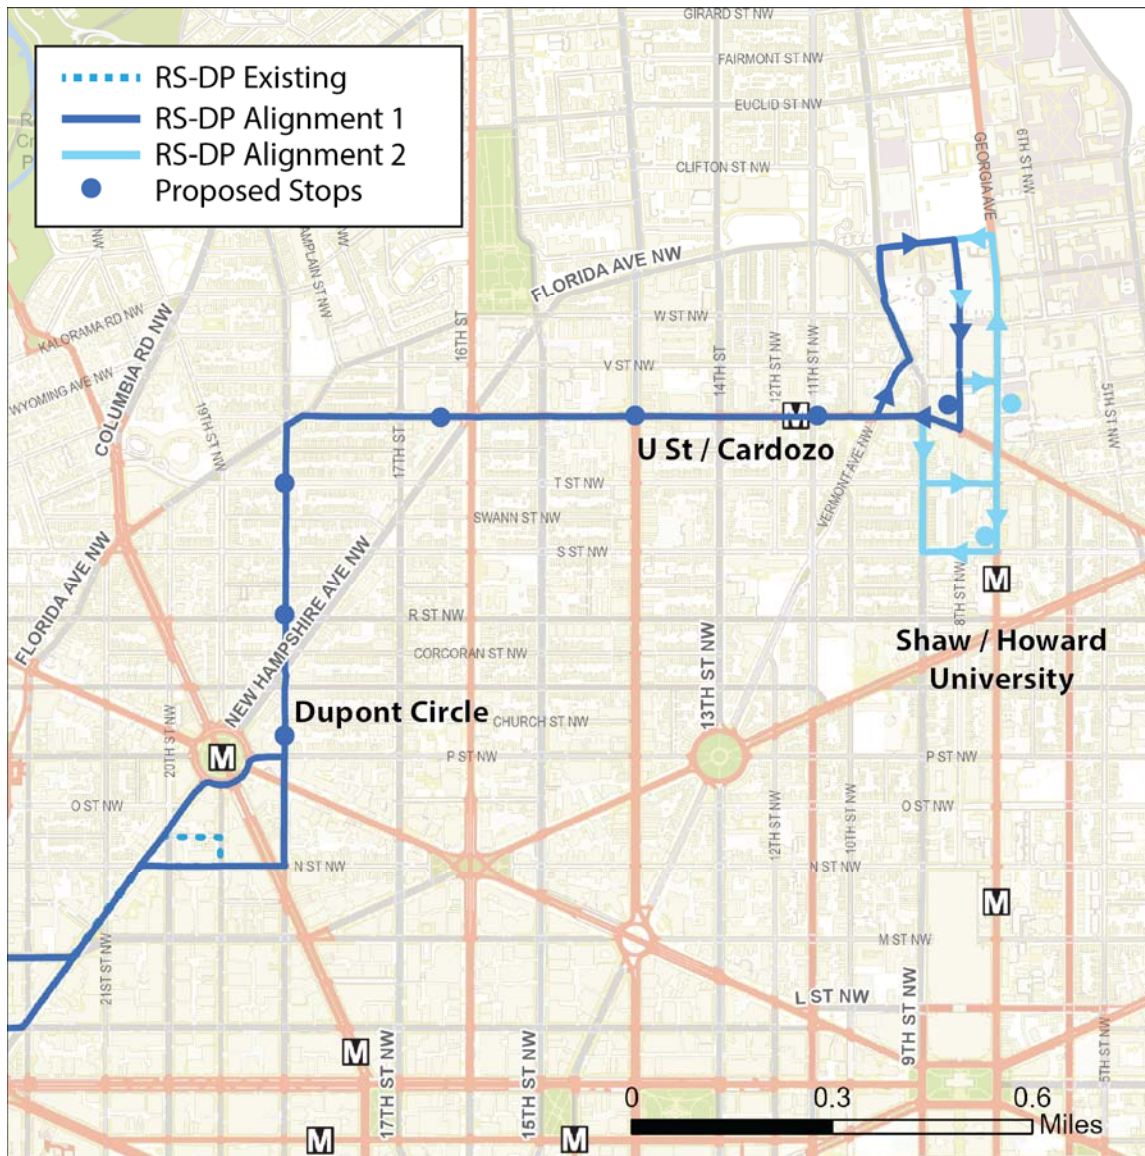 RS-DP Existing
RS-DP Alignment 1
RS-DP Alignment 2
Proposed Stops
GIRARD ST NW
FAIRMONT ST NW
EUCLID ST NW
CLIFTON ST NW
GEORGIA AVE
6TH ST NW
FLORIDA AVE NW
16TH ST
W ST NW
V ST NW
14TH ST
12TH ST NW
11TH ST NW
KALORAMA RD NW
WYOMING AVE NW
COLUMBIA RD NW
19TH ST NW
17TH ST
M
U St / Cardozo
VERMONT AVE NW
5TH ST NW
T ST NW
SWANN ST NW
S ST NW
8TH ST NW
M
Shaw / Howard
University
FLORIDA AVE NW
NEW HAMPSHIRE AVE NW
R ST NW
CORCORAN ST NW
13TH ST NW
Dupont Circle
CHURCH ST NW
20TH ST NW
M
P ST NW
P ST NW
O ST NW
O ST NW
12TH ST NW
10TH ST NW
N ST NW
N ST NW
M
M ST NW
21ST ST NW
L ST NW
9TH ST NW
M
17TH ST NW
15TH ST NW
5TH ST NW
M
M
0
0.3
0.6
Miles